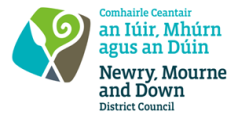 Comhairle Ceantair
an Iúir, Mhúrn
agus an Dúin
Newry, Mourne
and Down
District Council